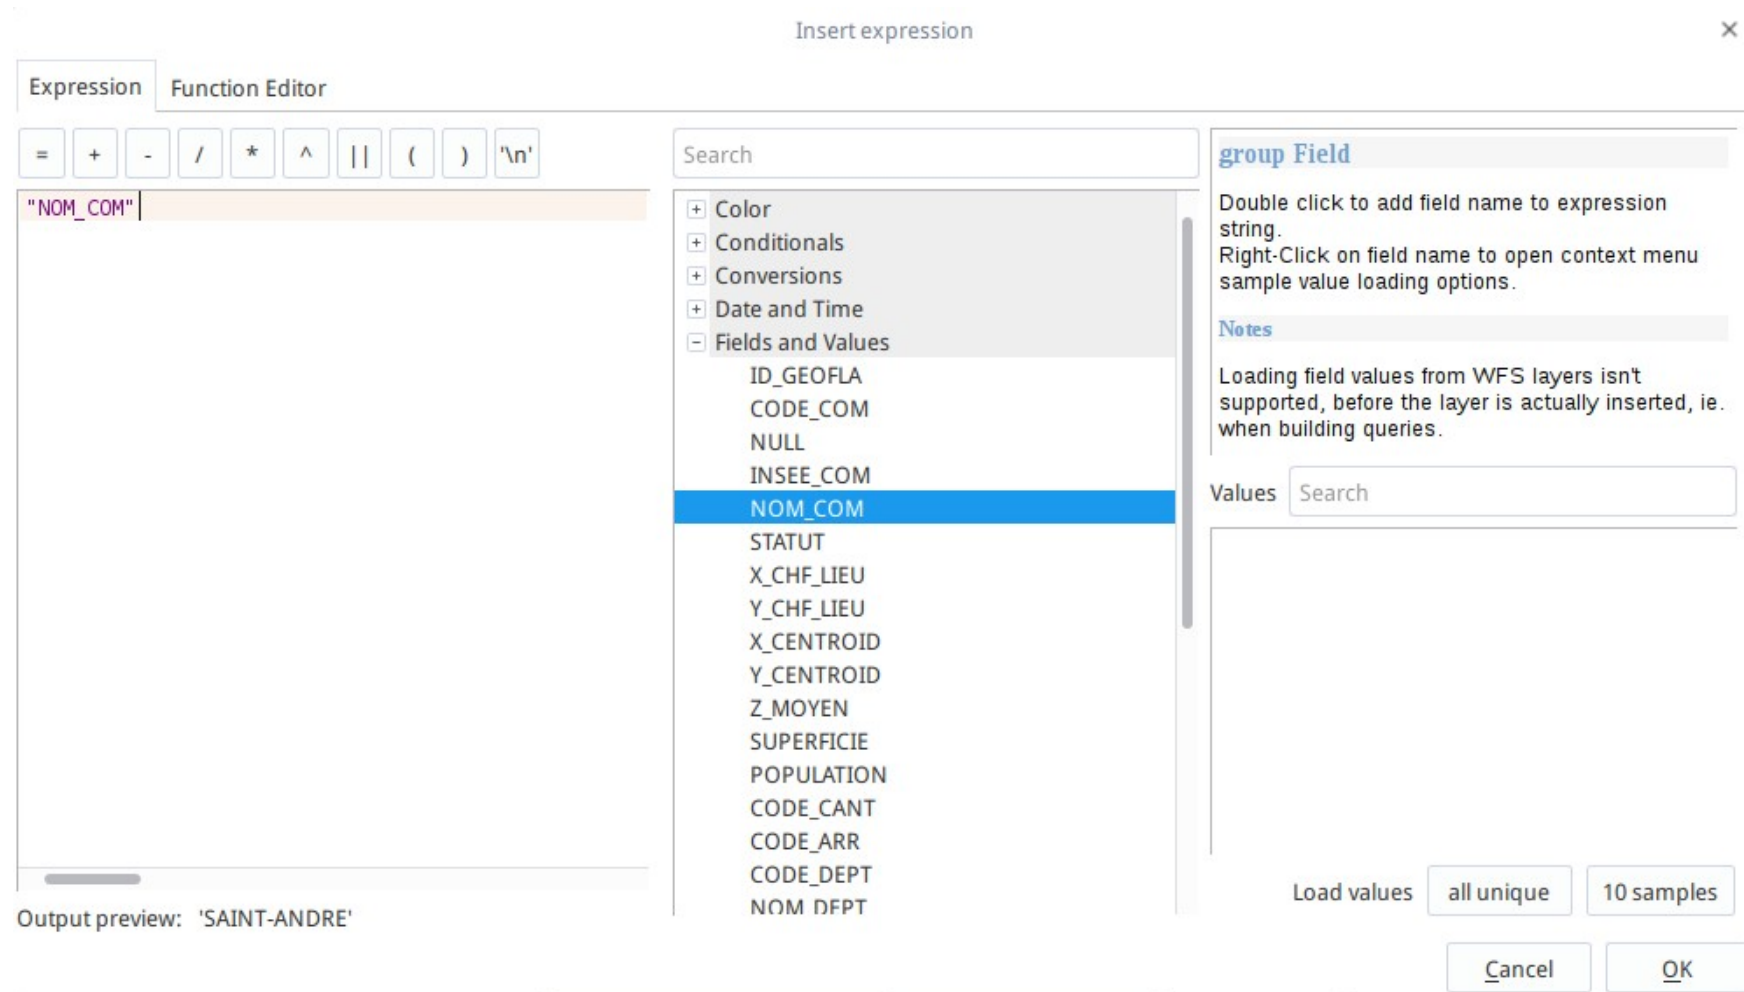 Insert expression ×
Expression Function Editor
= + - / * ^ || ( ) '\n'
"NOM_COM"
Output preview: 'SAINT-ANDRE'
Search
Color
Conditionals
Conversions
Date and Time
Fields and Values
ID_GEOFLA
CODE_COM
NULL
INSEE_COM
NOM_COM
STATUT
X_CHF_LIEU
Y_CHF_LIEU
X_CENTROID
Y_CENTROID
Z_MOYEN
SUPERFICIE
POPULATION
CODE_CANT
CODE_ARR
CODE_DEPT
NOM_DEPT
group Field
Double click to add field name to expression
string.
Right-Click on field name to open context menu
sample value loading options.
Notes
Loading field values from WFS layers isn't
supported, before the layer is actually inserted, ie.
when building queries.
Values Search
Load values all unique 10 samples
Cancel OK